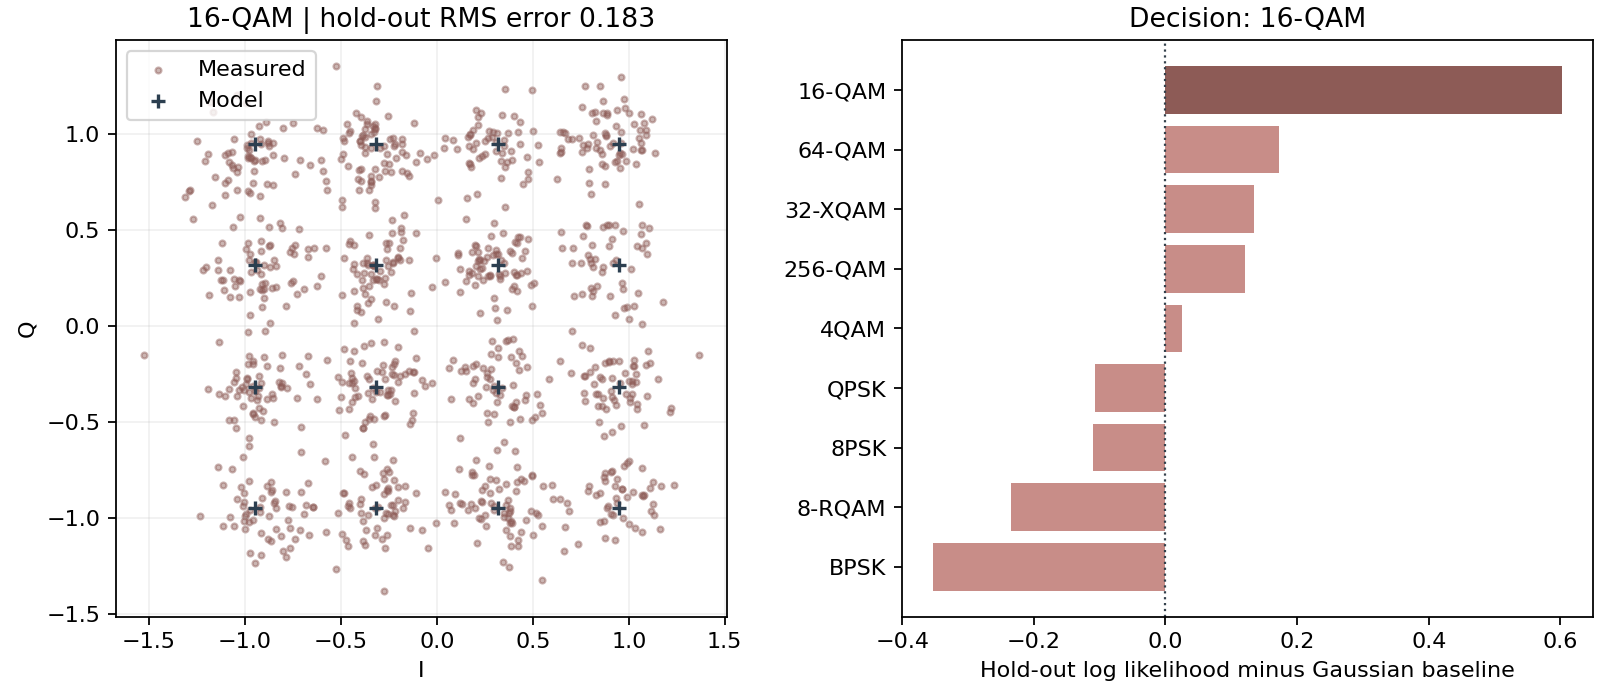 16-QAM | hold-out RMS error 0.183
Measured
Model
1.0
0.5
0.0
−0.5
−1.0
−1.5
Q
−1.5
−1.0
−0.5
0.0
0.5
1.0
1.5
I
Decision: 16-QAM
16-QAM
64-QAM
32-XQAM
256-QAM
4QAM
QPSK
8PSK
8-RQAM
BPSK
−0.4
−0.2
0.0
0.2
0.4
0.6
Hold-out log likelihood minus Gaussian baseline